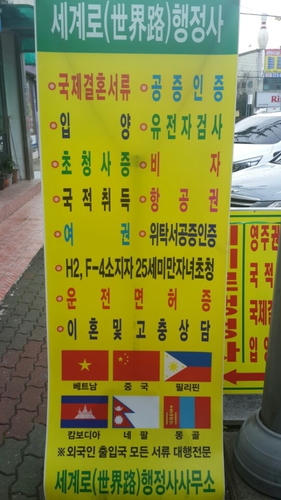 세계로(世界路)행정사
국제결혼서류 공증인증
입양 유전자검사
초청사증 비자
국적취득 항공권
여권 위탁서공증인증
H2, F-4소지자 25세미만자녀초청
운전면허증
이혼및고충상담
베트남 중국 필리핀
캄보디아 네팔 몽골
※외국인 출입국 모든 서류 대행전문
세계로(世界路)행정사사무소
영주권
국적
국제결
입양